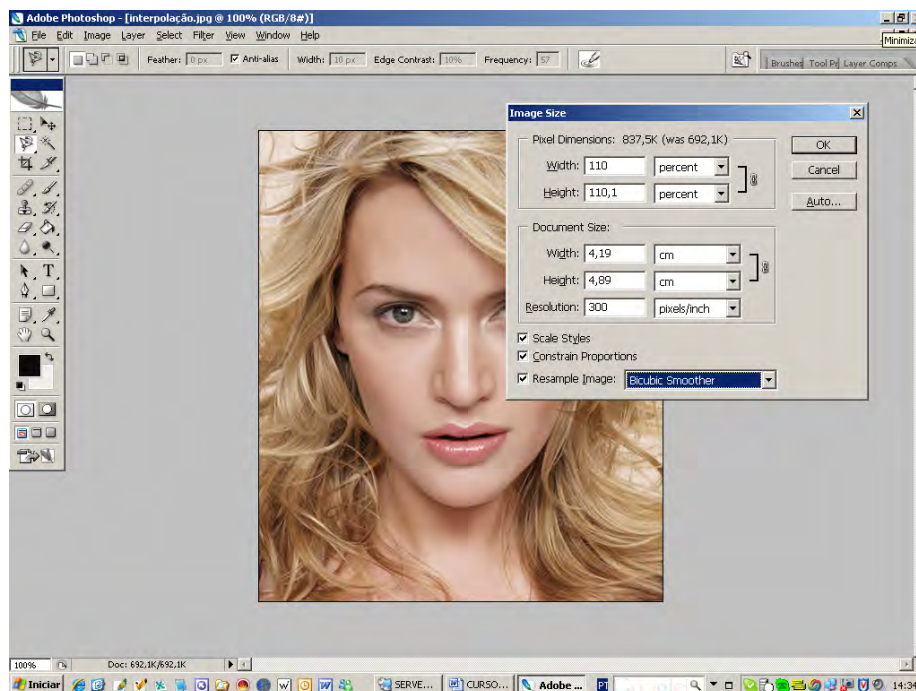 Adobe Photoshop - [interpolação.jpg @ 100% (RGB/8#)]
File Edit Image Layer Select Filter View Window Help
Minimiza
Feather: 0 px Anti-alias Width: 10 px Edge Contrast: 10% Frequency: 57
Brushes Tool Pr Layer Comps
Image Size
Pixel Dimensions: 837,5K (was 692,1K)
Width: 110 percent
Height: 110,1 percent
OK
Cancel
Auto...
Document Size:
Width: 4,19 cm
Height: 4,89 cm
Resolution: 300 pixels/inch
Scale Styles
Constrain Proportions
Resample Image: Bicubic Smoother
100% Doc: 692,1K/692,1K
Iniciar SERVE... CURSO... Adobe ... PT 14:34